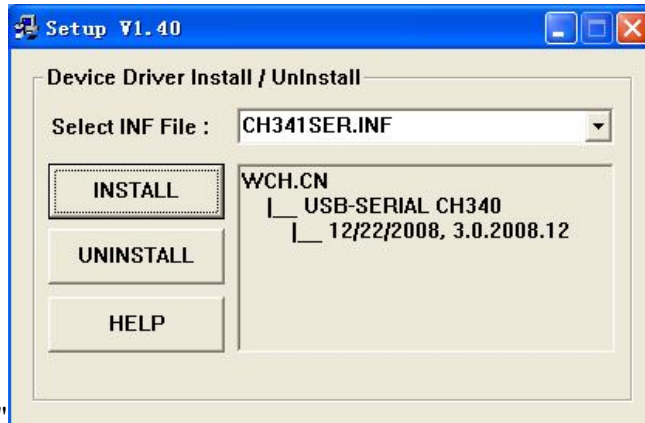 Setup V1.40
Device Driver Install / UnInstall
Select INF File :
CH341SER.INF
INSTALL
WCH.CN
|__ USB-SERIAL CH340
|__ 12/22/2008, 3.0.2008.12
UNINSTALL
HELP
"